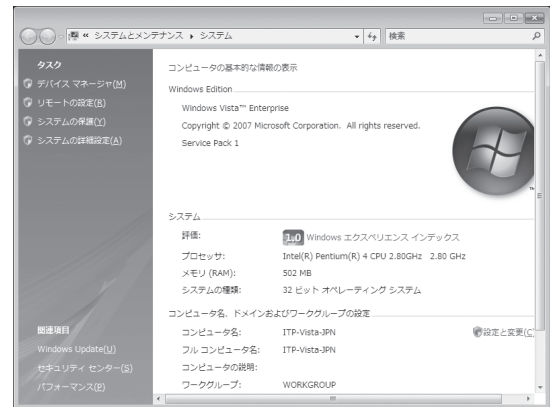 « システムとメンテナンス ▸ システム
検索
タスク
デバイス マネージャ(M)
リモートの設定(R)
システムの保護(Y)
システムの詳細設定(A)
関連項目
Windows Update(U)
セキュリティ センター(S)
パフォーマンス(P)
コンピュータの基本的な情報の表示
Windows Edition
Windows Vista™ Enterprise
Copyright © 2007 Microsoft Corporation. All rights reserved.
Service Pack 1
システム
評価: 1.0 Windows エクスペリエンス インデックス
プロセッサ: Intel(R) Pentium(R) 4 CPU 2.80GHz 2.80 GHz
メモリ (RAM): 502 MB
システムの種類: 32 ビット オペレーティング システム
コンピュータ名、ドメインおよびワークグループの設定
コンピュータ名: ITP-Vista-JPN 設定と変更(C
フル コンピュータ名: ITP-Vista-JPN
コンピュータの説明:
ワークグループ: WORKGROUP